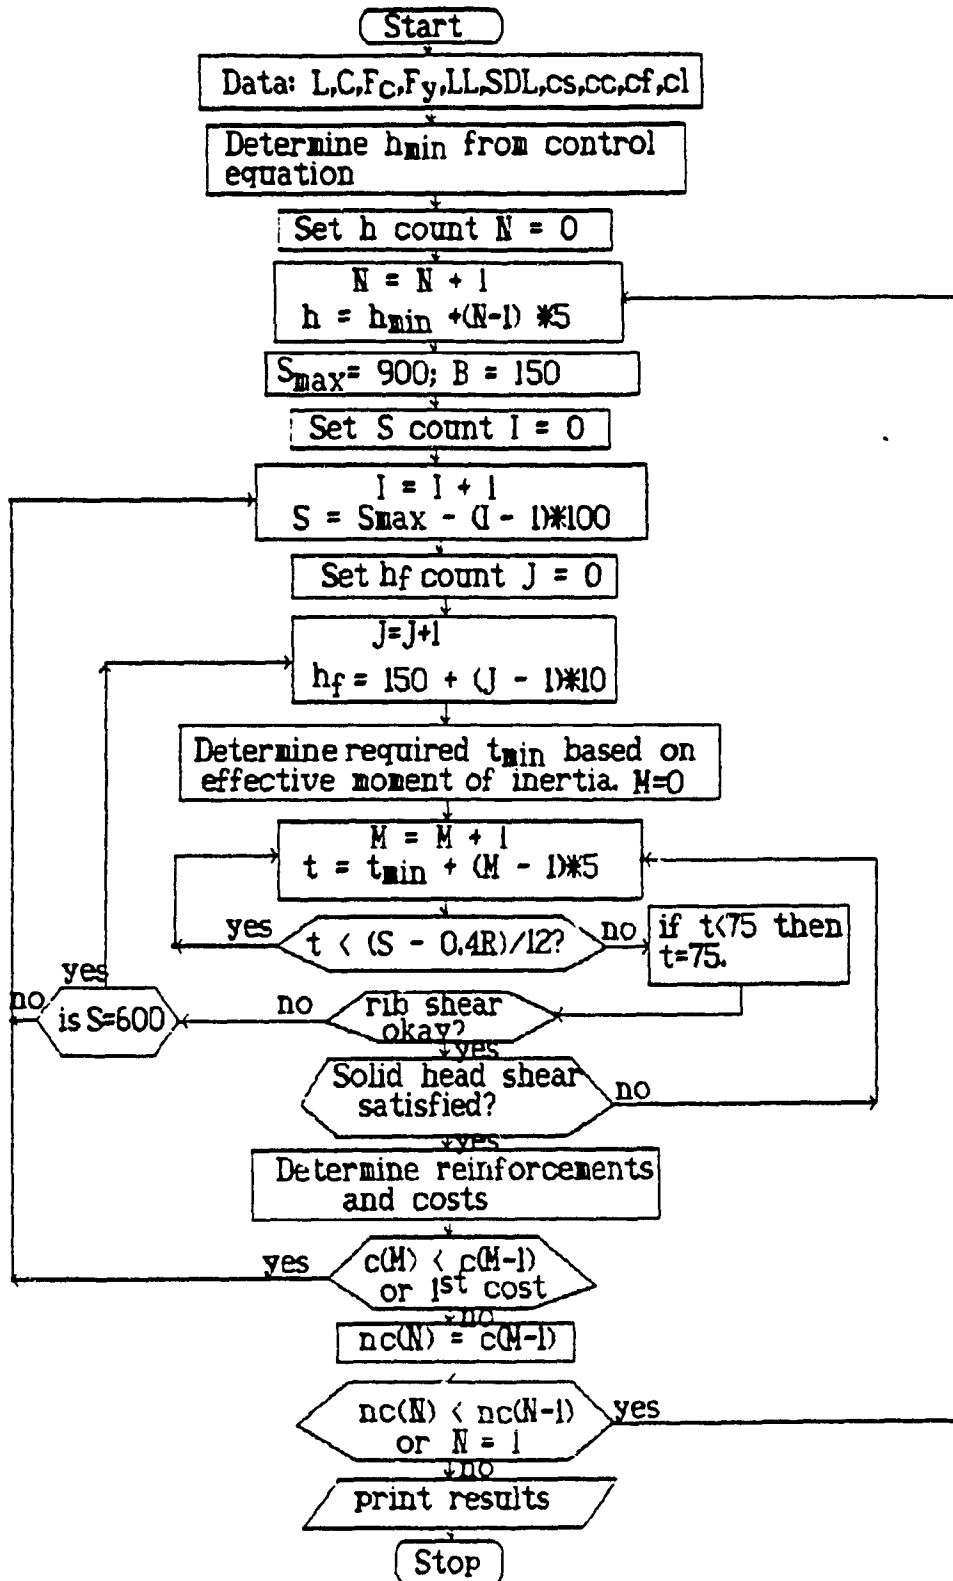 Start
Data: L,C,Fc,Fy,LL,SDL,cs,cc,cf,cl
Determine hmin from control
equation
Set h count N = 0
N = N + 1
h = hmin +(N-1) *5
Smax= 900; B = 150
Set S count I = 0
I = I + 1
S = Smax - (I - 1)*100
Set hf count J = 0
J=J+1
hf = 150 + (J - 1)*10
Determine required tmin based on
effective moment of inertia. M=0
M = M + 1
t = tmin + (M - 1)*5
yes
t < (S - 0.4R)/12?
no
if t<75 then
t=75.
yes
no
is S=600
no
rib shear
okay?
yes
Solid head shear
satisfied?
no
yes
Determine reinforcements
and costs
yes
c(M) < c(M-1)
or 1st cost
no
nc(N) = c(M-1)
nc(N) < nc(N-1)
or N = 1
yes
no
print results
Stop